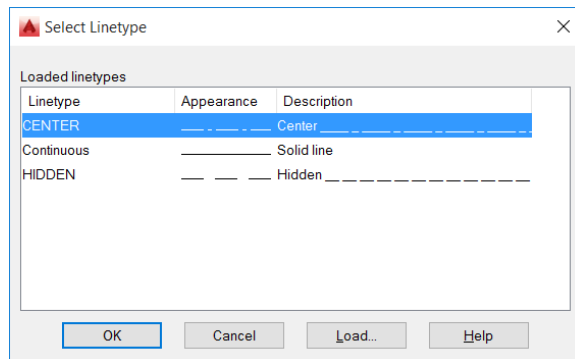 Select Linetype
Loaded linetypes
Linetype Appearance Description
CENTER Center
Continuous Solid line
HIDDEN Hidden
OK Cancel Load... Help